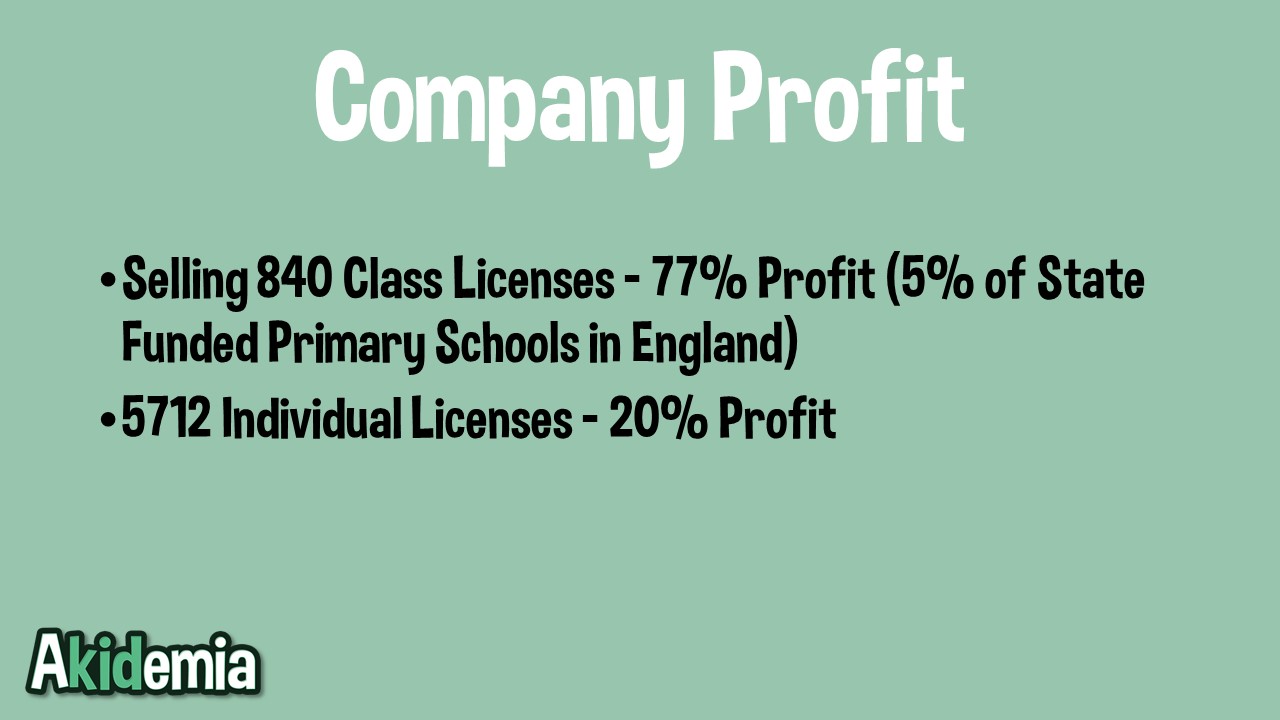 Company Profit
•Selling 840 Class Licenses - 77% Profit (5% of State
Funded Primary Schools in England)
•5712 Individual Licenses - 20% Profit
Akidemia